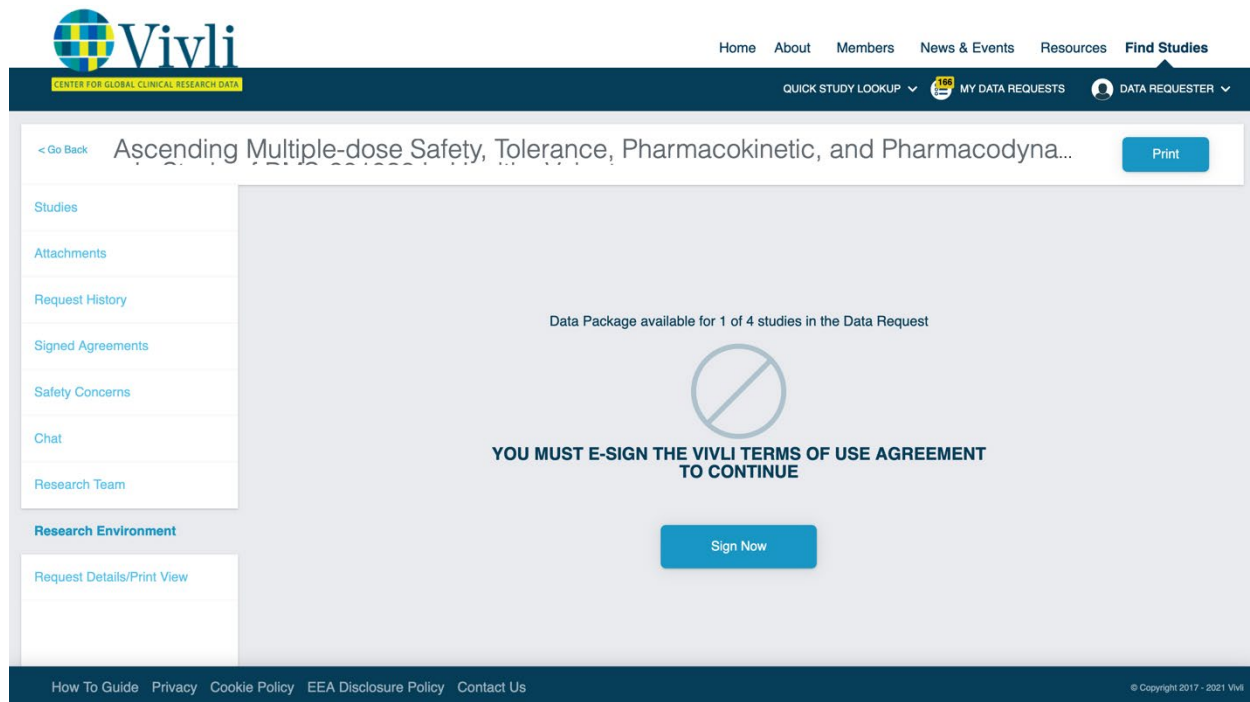 Vivli
CENTER FOR GLOBAL CLINICAL RESEARCH DATA
Home About Members News & Events Resources Find Studies
QUICK STUDY LOOKUP 166 MY DATA REQUESTS DATA REQUESTER
< Go Back Ascending Multiple-dose Safety, Tolerance, Pharmacokinetic, and Pharmacodyna... Print
Studies
Attachments
Request History
Signed Agreements
Safety Concerns
Chat
Research Team
Research Environment
Request Details/Print View
Data Package available for 1 of 4 studies in the Data Request
YOU MUST E-SIGN THE VIVLI TERMS OF USE AGREEMENT
TO CONTINUE
Sign Now
How To Guide Privacy Cookie Policy EEA Disclosure Policy Contact Us
© Copyright 2017 - 2021 Vivli